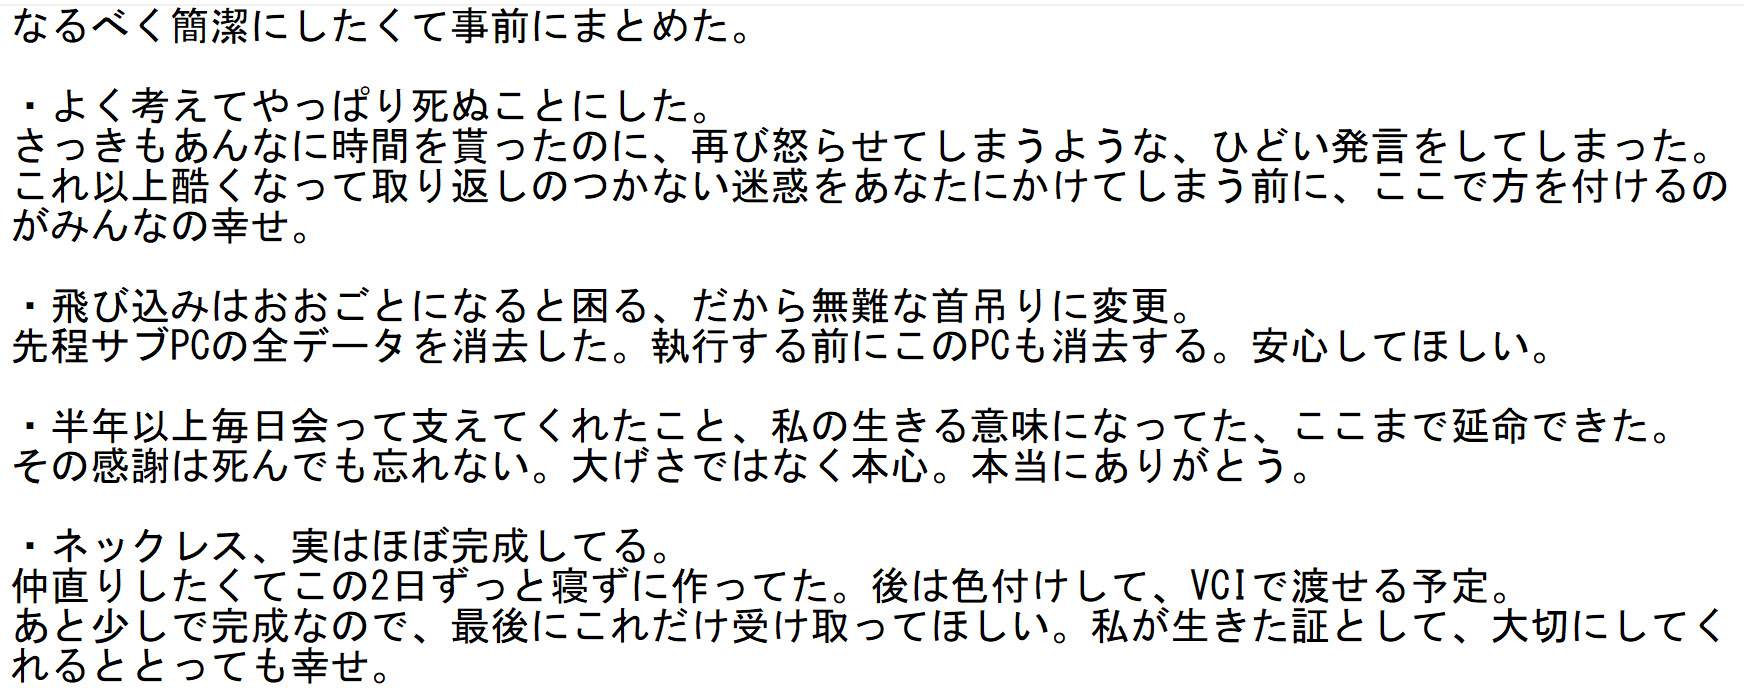 なるべく簡潔にしたくて事前にまとめた。
・よく考えてやっぱり死ぬことにした。
さっきもあんなに時間を貰ったのに、再び怒らせてしまうような、ひどい発言をしてしまった。
これ以上酷くなって取り返しのつかない迷惑をあなたにかけてしまう前に、ここで方を付けるの
がみんなの幸せ。
・飛び込みはおおごとになると困る、だから無難な首吊りに変更。
先程サブPCの全データを消去した。執行する前にこのPCも消去する。安心してほしい。
・半年以上毎日会って支えてくれたこと、私の生きる意味になってた、ここまで延命できた。
その感謝は死んでも忘れない。大げさではなく本心。本当にありがとう。
・ネックレス、実はほぼ完成してる。
仲直りしたくてこの2日ずっと寝ずに作ってた。後は色付けして、VCIで渡せる予定。
あと少しで完成なので、最後にこれだけ受け取ってほしい。私が生きた証として、大切にしてく
れるととっても幸せ。